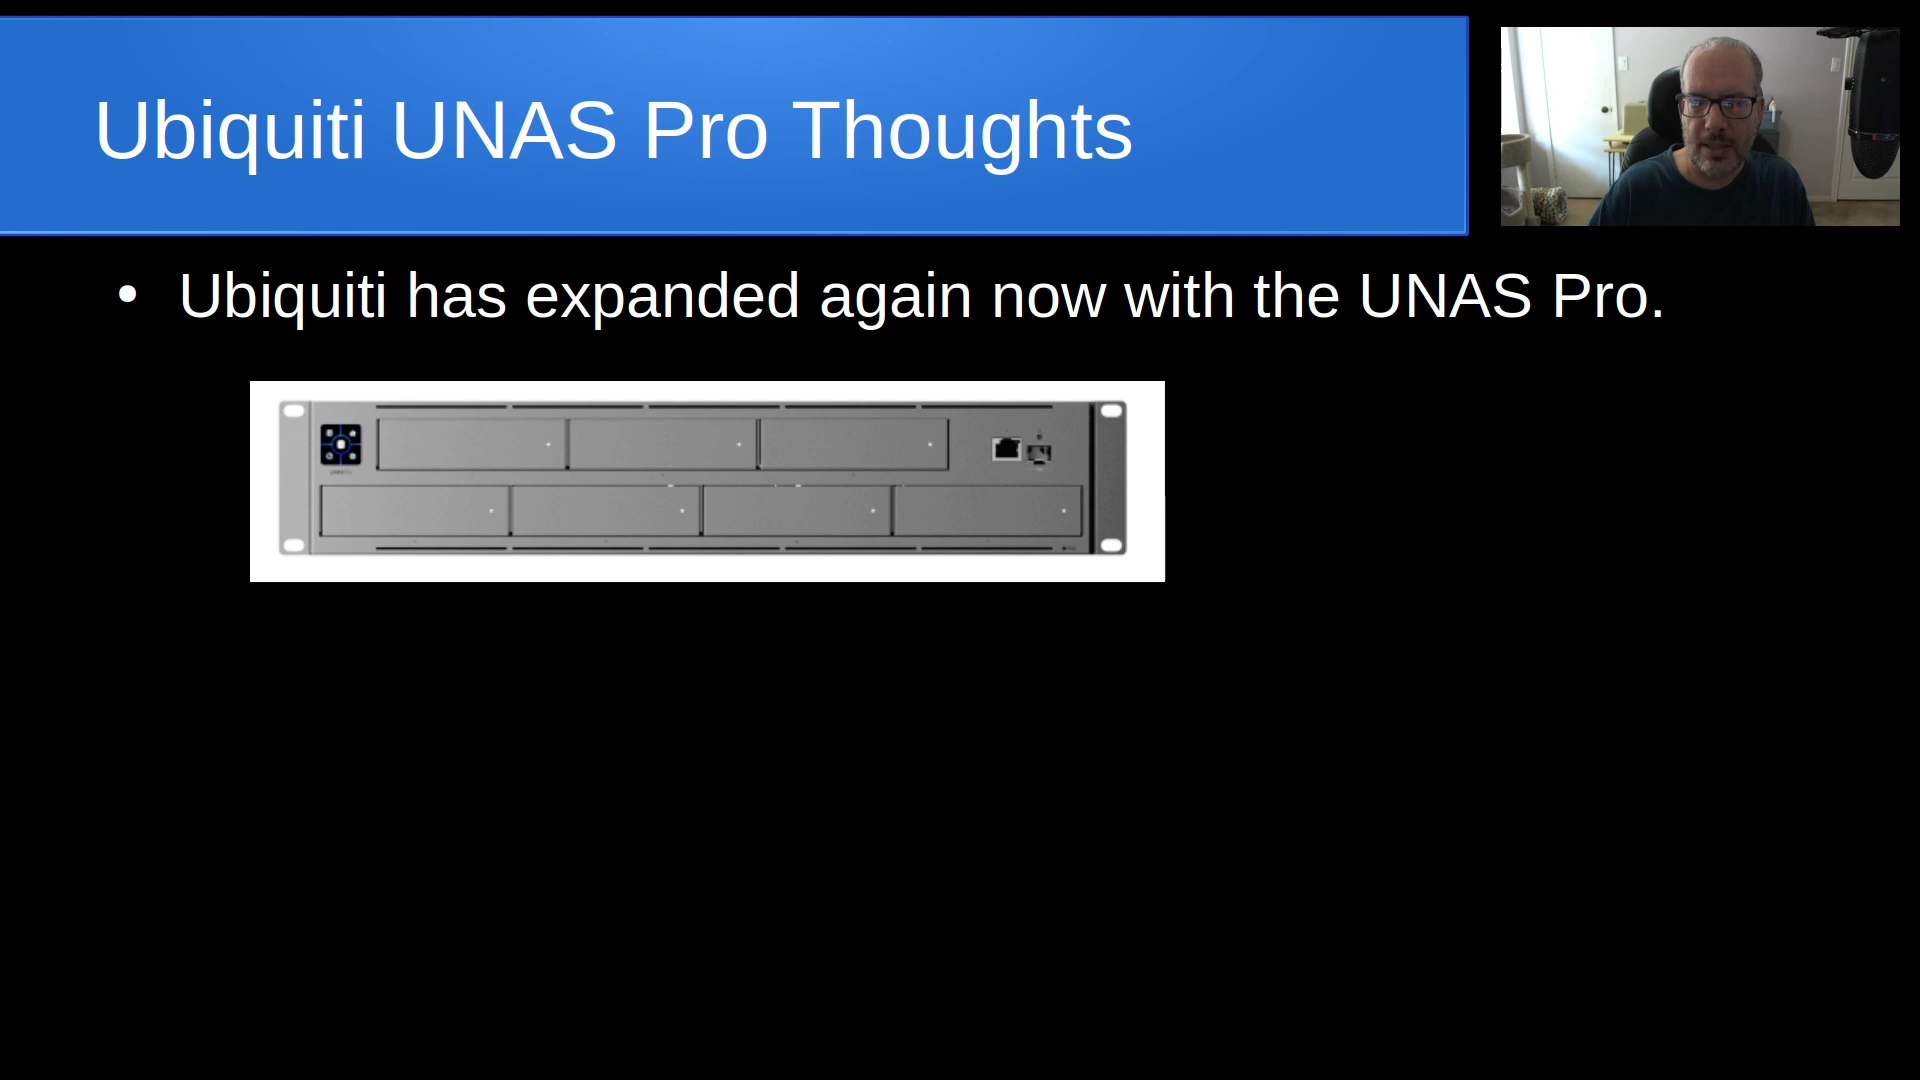 Ubiquiti UNAS Pro Thoughts
• Ubiquiti has expanded again now with the UNAS Pro.